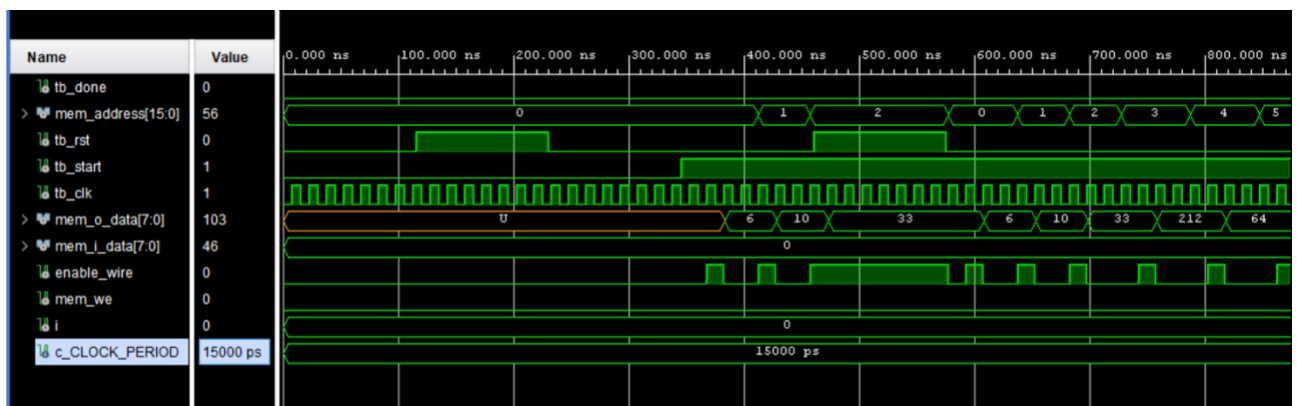 Name Value 0.000 ns 100.000 ns 200.000 ns 300.000 ns 400.000 ns 500.000 ns 600.000 ns 700.000 ns 800.000 ns
tb_done 0
mem_address[15:0] 56 0 1 2 0 1 2 3 4 5
tb_rst 0
tb_start 1
tb_clk 1
mem_o_data[7:0] 103 U 6 10 33 6 10 33 212 64
mem_i_data[7:0] 46 0
enable_wire 0
mem_we 0
i 0 0
c_CLOCK_PERIOD 15000 ps 15000 ps